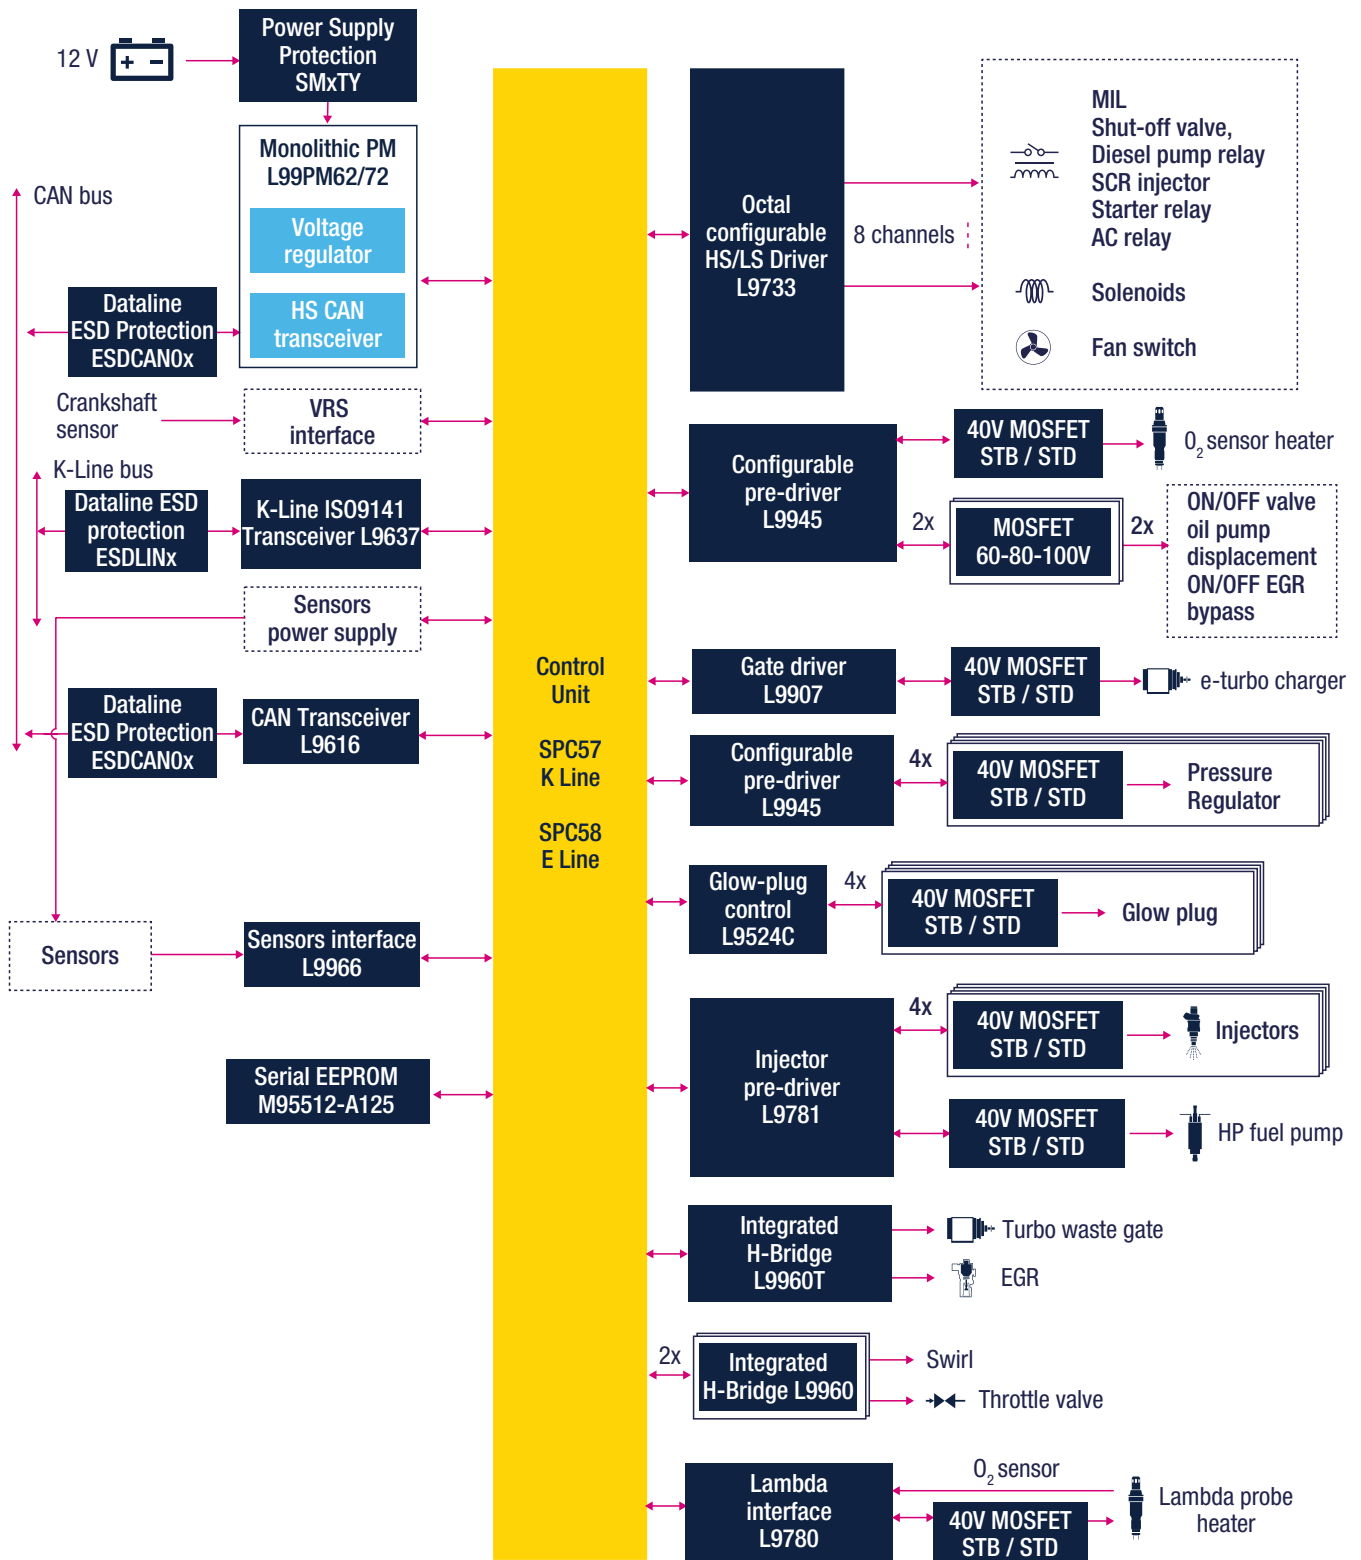 12 V
Power Supply
Protection
SMxTY
Monolithic PM
L99PM62/72
Voltage
regulator
HS CAN
transceiver
CAN bus
Dataline
ESD Protection
ESDCAN0x
Crankshaft
sensor
VRS
interface
K-Line bus
Dataline ESD
protection
ESDLINx
K-Line ISO9141
Transceiver L9637
Sensors
power supply
Dataline
ESD Protection
ESDCAN0x
CAN Transceiver
L9616
Sensors
Sensors interface
L9966
Serial EEPROM
M95512-A125
Control
Unit
SPC57
K Line
SPC58
E Line
Octal
configurable
HS/LS Driver
L9733
8 channels
MIL
Shut-off valve,
Diesel pump relay
SCR injector
Starter relay
AC relay
Solenoids
Fan switch
Configurable
pre-driver
L9945
40V MOSFET
STB / STD
O2 sensor heater
2x
MOSFET
60-80-100V
2x
ON/OFF valve
oil pump
displacement
ON/OFF EGR
bypass
Gate driver
L9907
40V MOSFET
STB / STD
e-turbo charger
Configurable
pre-driver
L9945
4x
40V MOSFET
STB / STD
Pressure
Regulator
Glow-plug
control
L9524C
4x
40V MOSFET
STB / STD
Glow plug
Injector
pre-driver
L9781
4x
40V MOSFET
STB / STD
Injectors
40V MOSFET
STB / STD
HP fuel pump
Integrated
H-Bridge
L9960T
Turbo waste gate
EGR
2x
Integrated
H-Bridge L9960
Swirl
Throttle valve
Lambda
interface
L9780
O2 sensor
40V MOSFET
STB / STD
Lambda probe
heater